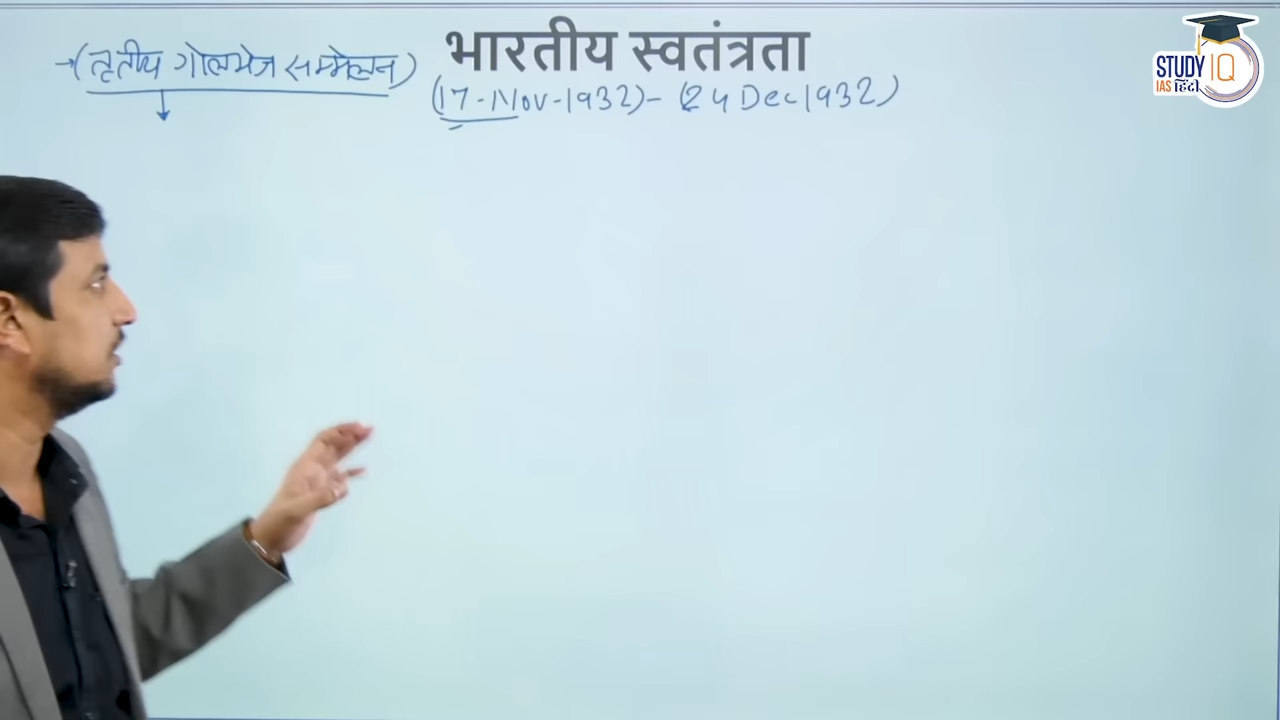 भारतीय स्वतंत्रता
→(तृतीय गोलमेज सम्मेलन)
(17-Nov-1932)- (24 Dec 1932)
STUDY IQ
IAS हिंदी